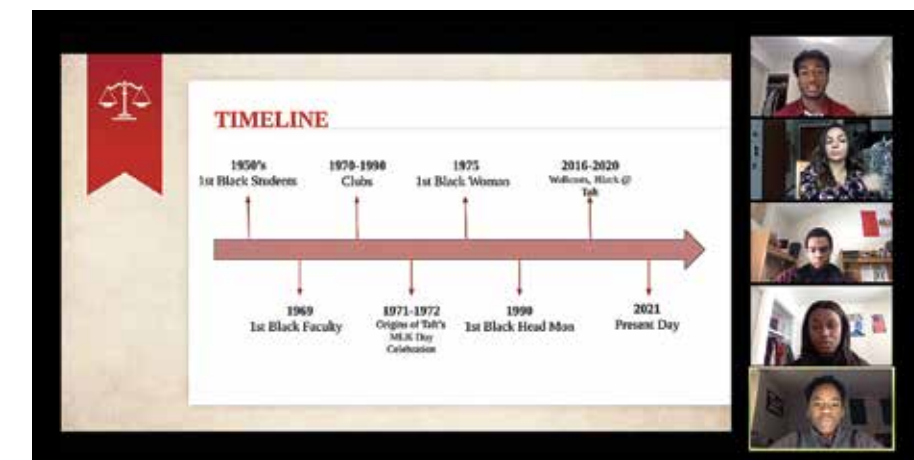 TIMELINE
1950's
1st Black Students
1970-1990
Clubs
1975
1st Black Woman
2016-2020
Walkouts, Black @
Taft
1969
1st Black Faculty
1971-1972
Origins of Taft's
MLK Day
Celebration
1990
1st Black Head Mon
2021
Present Day